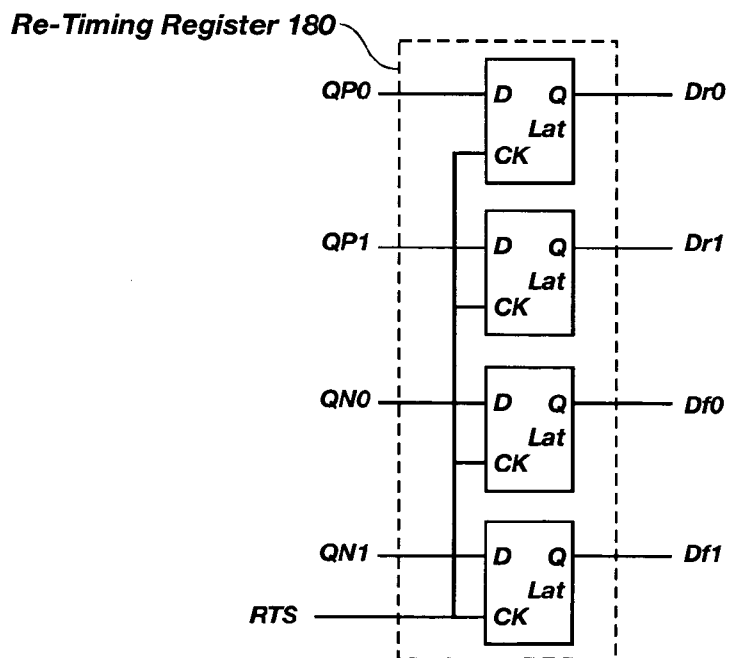 Re-Timing Register 180
QP0 D Q Dr0
Lat
CK
QP1 D Q Dr1
Lat
CK
QN0 D Q Df0
Lat
CK
QN1 D Q Df1
Lat
RTS CK